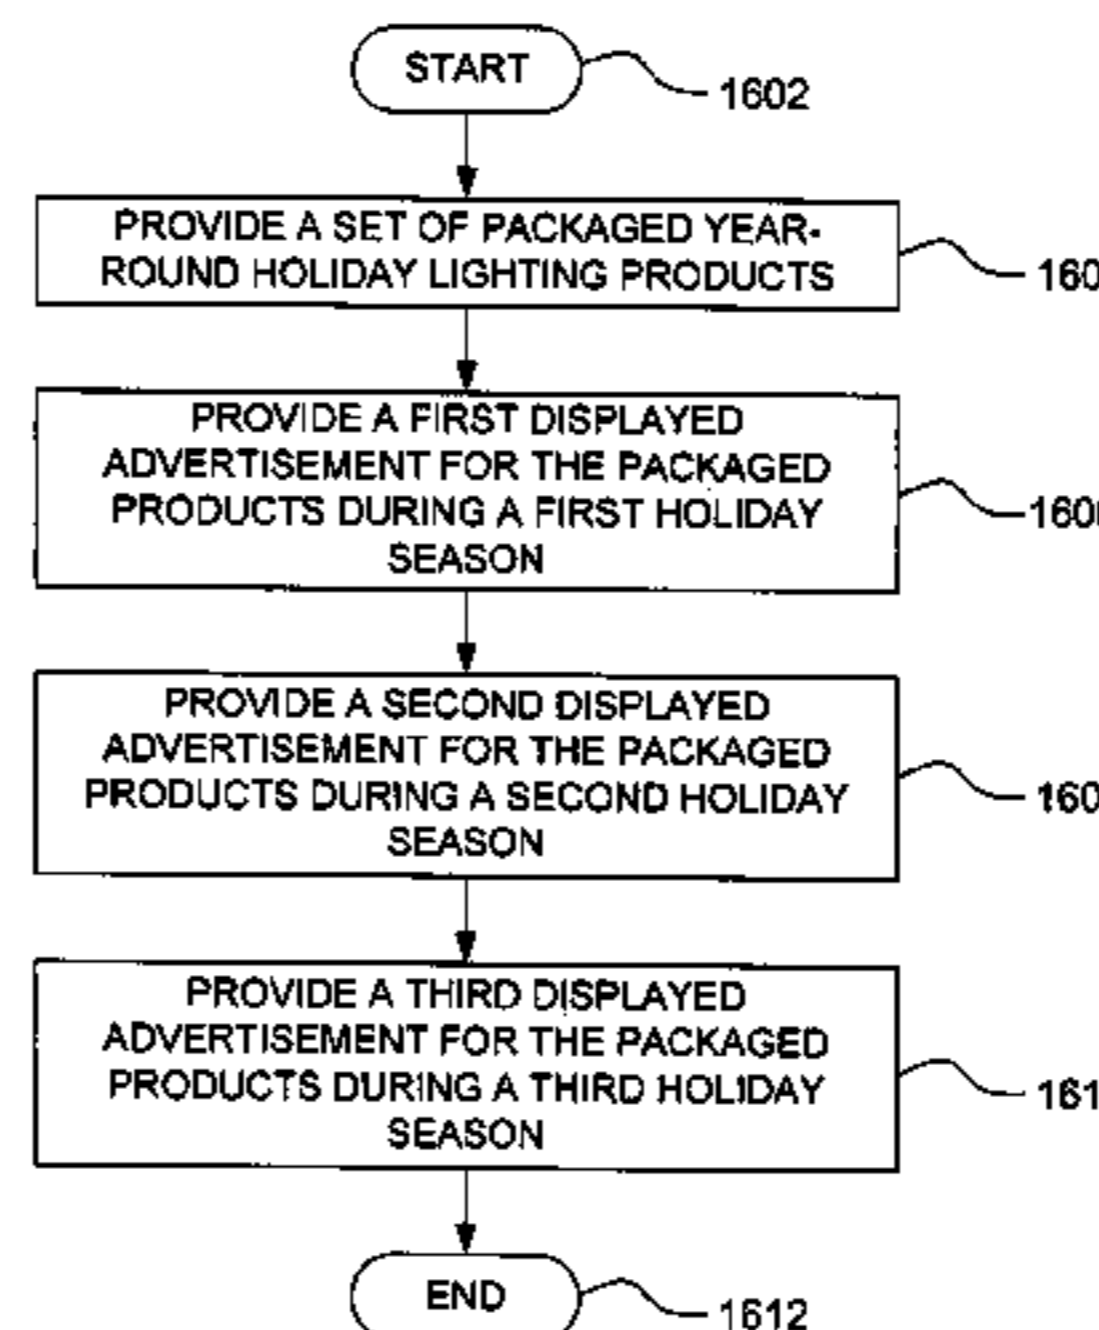 START
1602
PROVIDE A SET OF PACKAGED YEAR-
ROUND HOLIDAY LIGHTING PRODUCTS
PROVIDE A FIRST DISPLAYED
ADVERTISEMENT FOR THE PACKAGED
PRODUCTS DURING A FIRST HOLIDAY
SEASON
PROVIDE A SECOND DISPLAYED
ADVERTISEMENT FOR THE PACKAGED
PRODUCTS DURING A SECOND HOLIDAY
SEASON
PROVIDE A THIRD DISPLAYED
ADVERTISEMENT FOR THE PACKAGED
PRODUCTS DURING A THIRD HOLIDAY
SEASON
END
1612